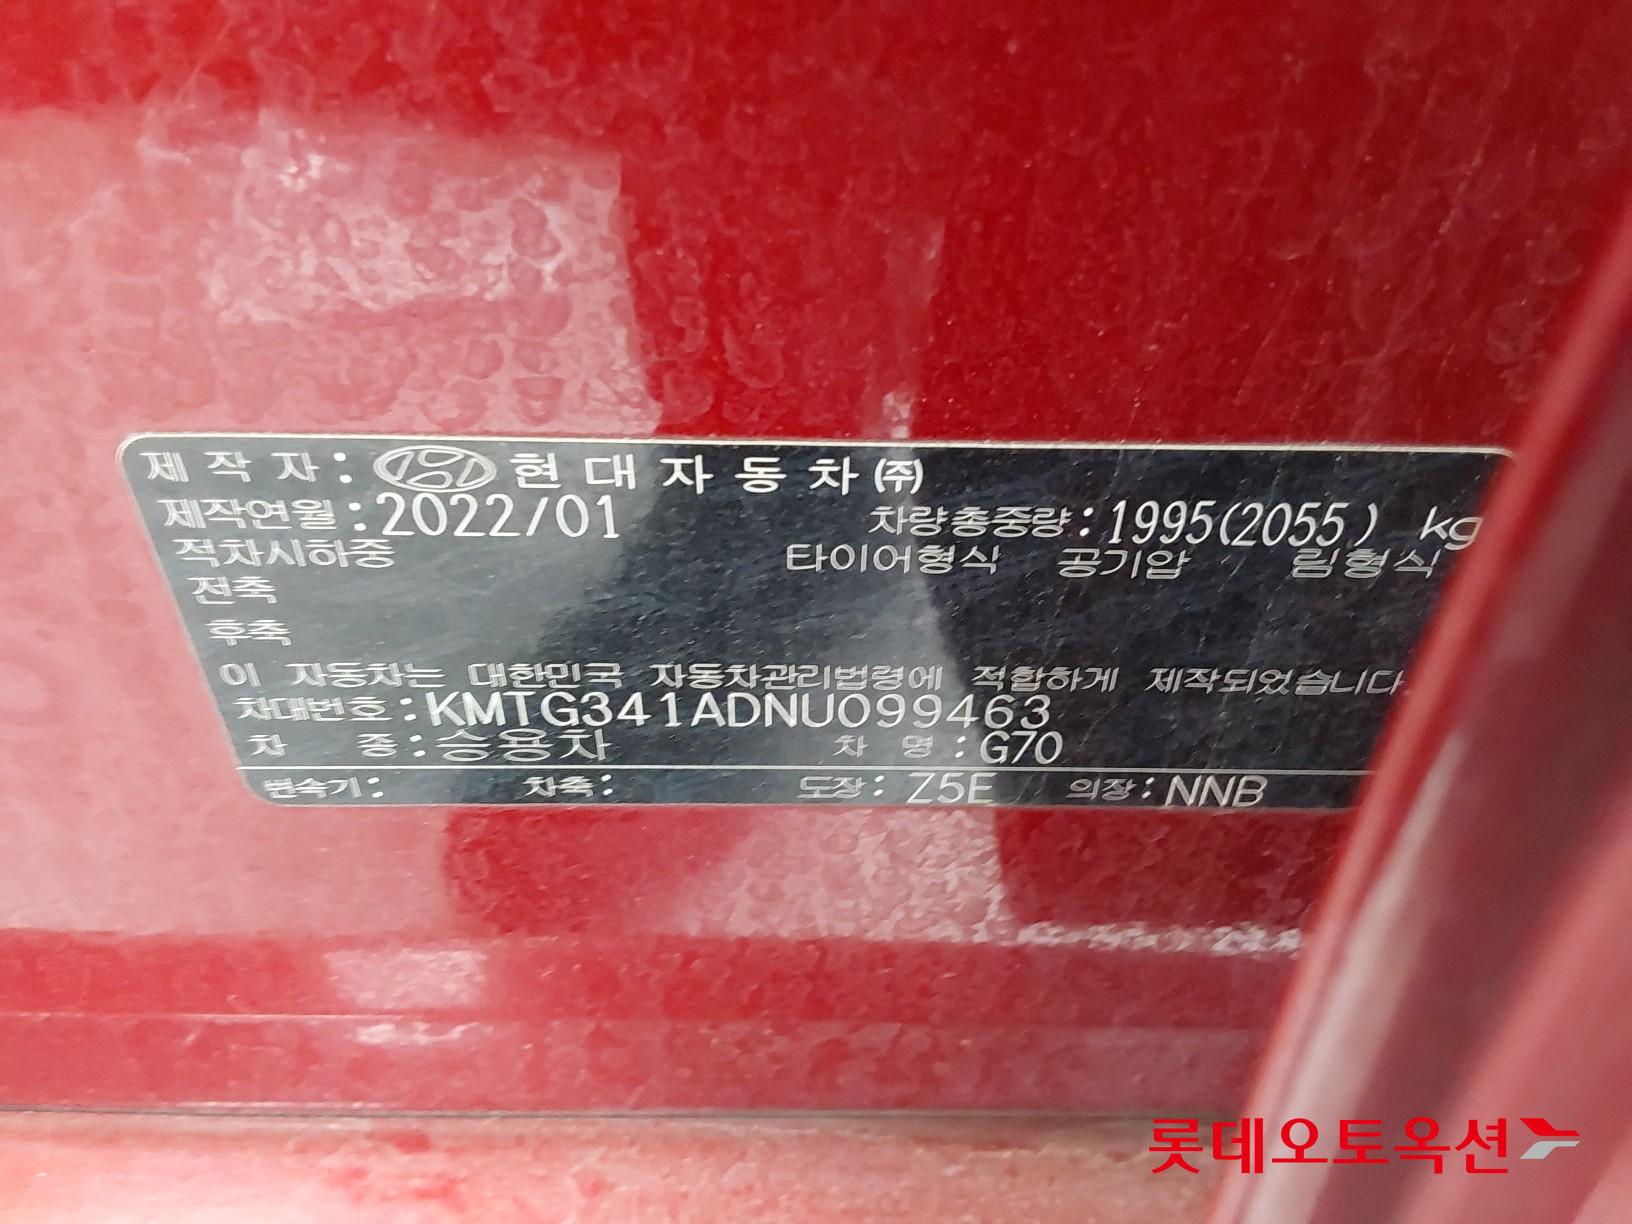 제작자: 현대자동차㈜
제작연월: 2022/01 차량총중량: 1995(2055) kg
적차시하중 타이어형식 공기압 림형식
전축
후축
이 자동차는 대한민국 자동차관리법령에 적합하게 제작되었습니다.
차대번호: KMTG341ADNU099463
차 종: 승용차 차 명: G70
변속기: 차축: 도장: Z5E 의장: NNB
롯데오토옥션